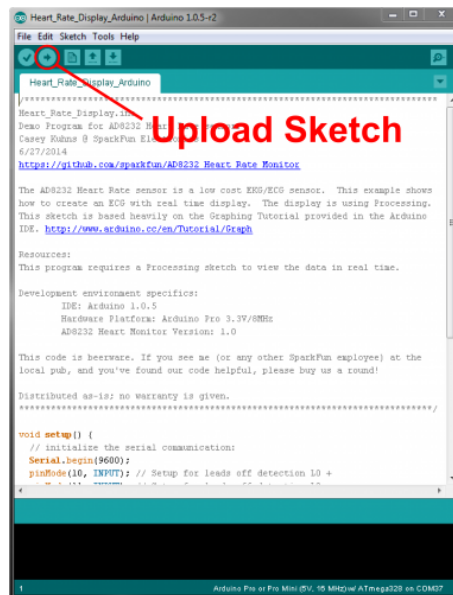 Heart_Rate_Display_Arduino | Arduino 1.0.5-r2
File Edit Sketch Tools Help
Heart_Rate_Display_Arduino
Upload Sketch
/******************************************************************************
Heart_Rate_Display.in
Demo Program for AD8232 Heart
Casey Kuhns @ SparkFun Ele
6/27/2014
https://github.com/sparkfun/AD8232_Heart_Rate_Monitor
The AD8232 Heart Rate sensor is a low cost EKG/ECG sensor.  This example shows
how to create an ECG with real time display.  The display is using Processing.
This sketch is based heavily on the Graphing Tutorial provided in the Arduino
IDE. http://www.arduino.cc/en/Tutorial/Graph
Resources:
This program requires a Processing sketch to view the data in real time.
Development environment specifics:
IDE: Arduino 1.0.5
Hardware Platform: Arduino Pro 3.3V/8MHz
AD8232 Heart Monitor Version: 1.0
This code is beerware. If you see me (or any other SparkFun employee) at the
local pub, and you've found our code helpful, please buy us a round!
Distributed as-is; no warranty is given.
******************************************************************************/
void setup() {
// initialize the serial communication:
Serial.begin(9600);
pinMode(10, INPUT); // Setup for leads off detection LO +
1
Arduino Pro or Pro Mini (5V, 16 MHz) w/ ATmega328 on COM37